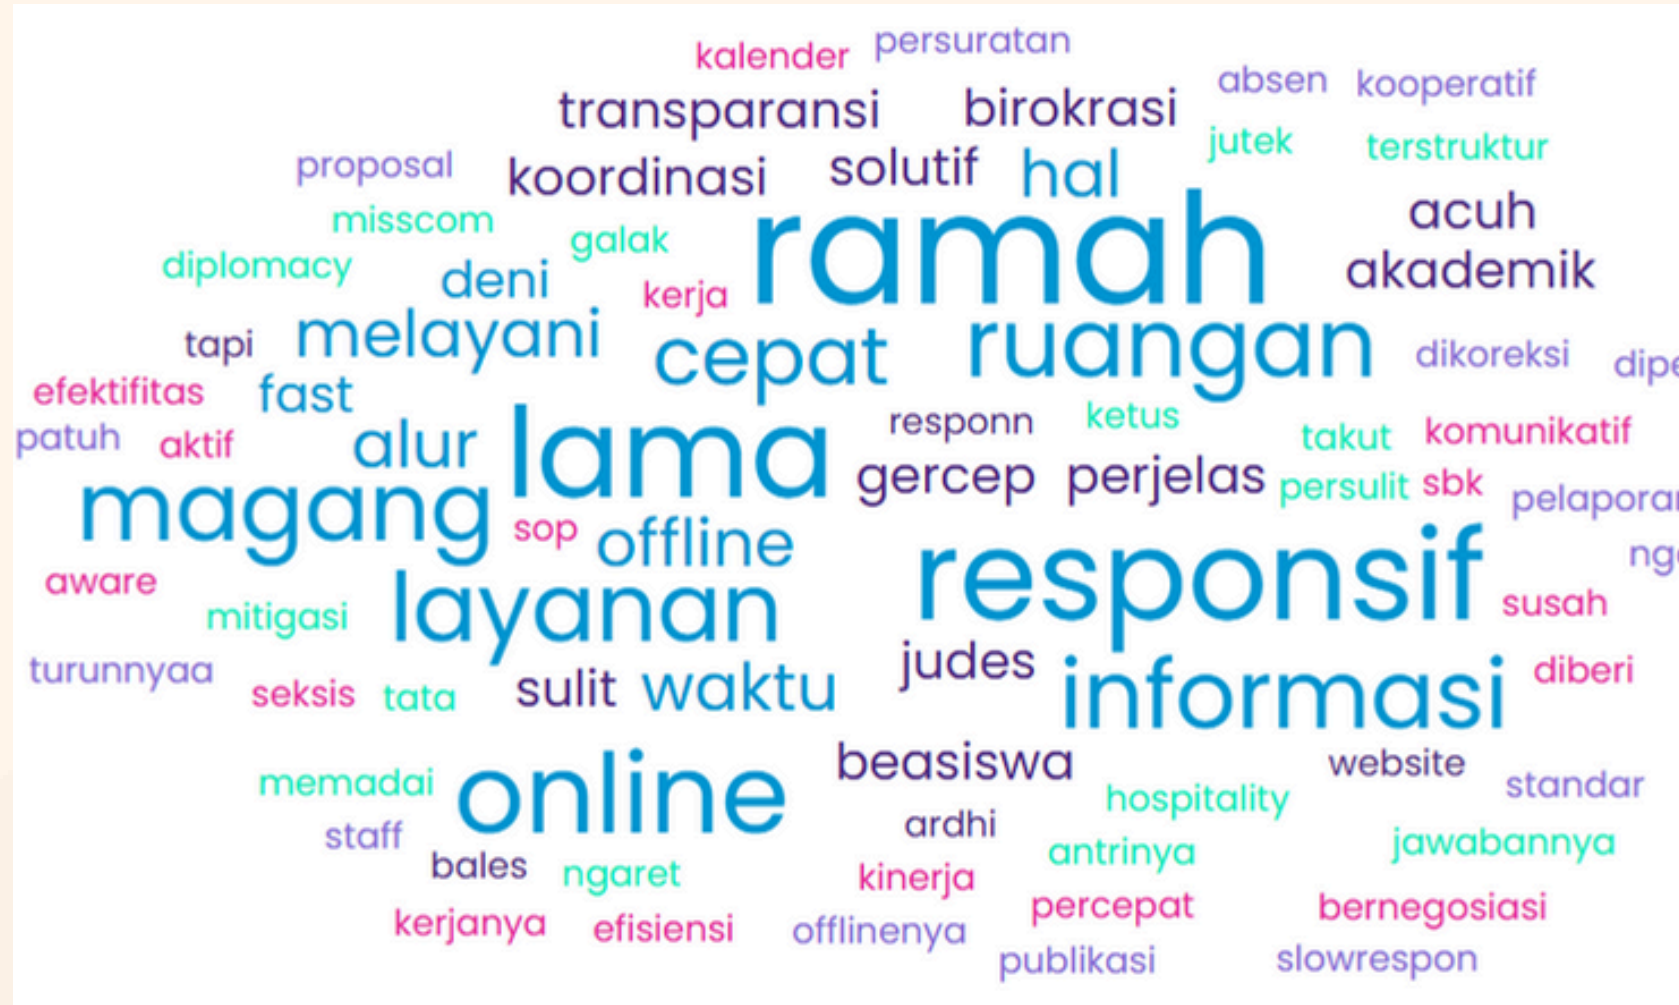 kalender persuratan
absen kooperatif
transparansi birokrasi
jutek terstruktur
proposal koordinasi solutif hal
misscom galak ramah acuh
diplomacy deni kerja akademik
tapi melayani cepat ruangan dikoreksi
efektifitas fast
patuh aktif alur lama responn ketus takut komunikatif
gercep perjelas persulit sbk
magang sop offline responsif
aware mitigasi layanan susah
turunnyaa seksis tata sulit waktu judes informasi diberi
memadai online beasiswa website standar
staff ardhi hospitality
bales ngaret kinerja antrinya jawabannya
kerjanya efisiensi offlinenya percepat bernegosiasi
publikasi slowrespon